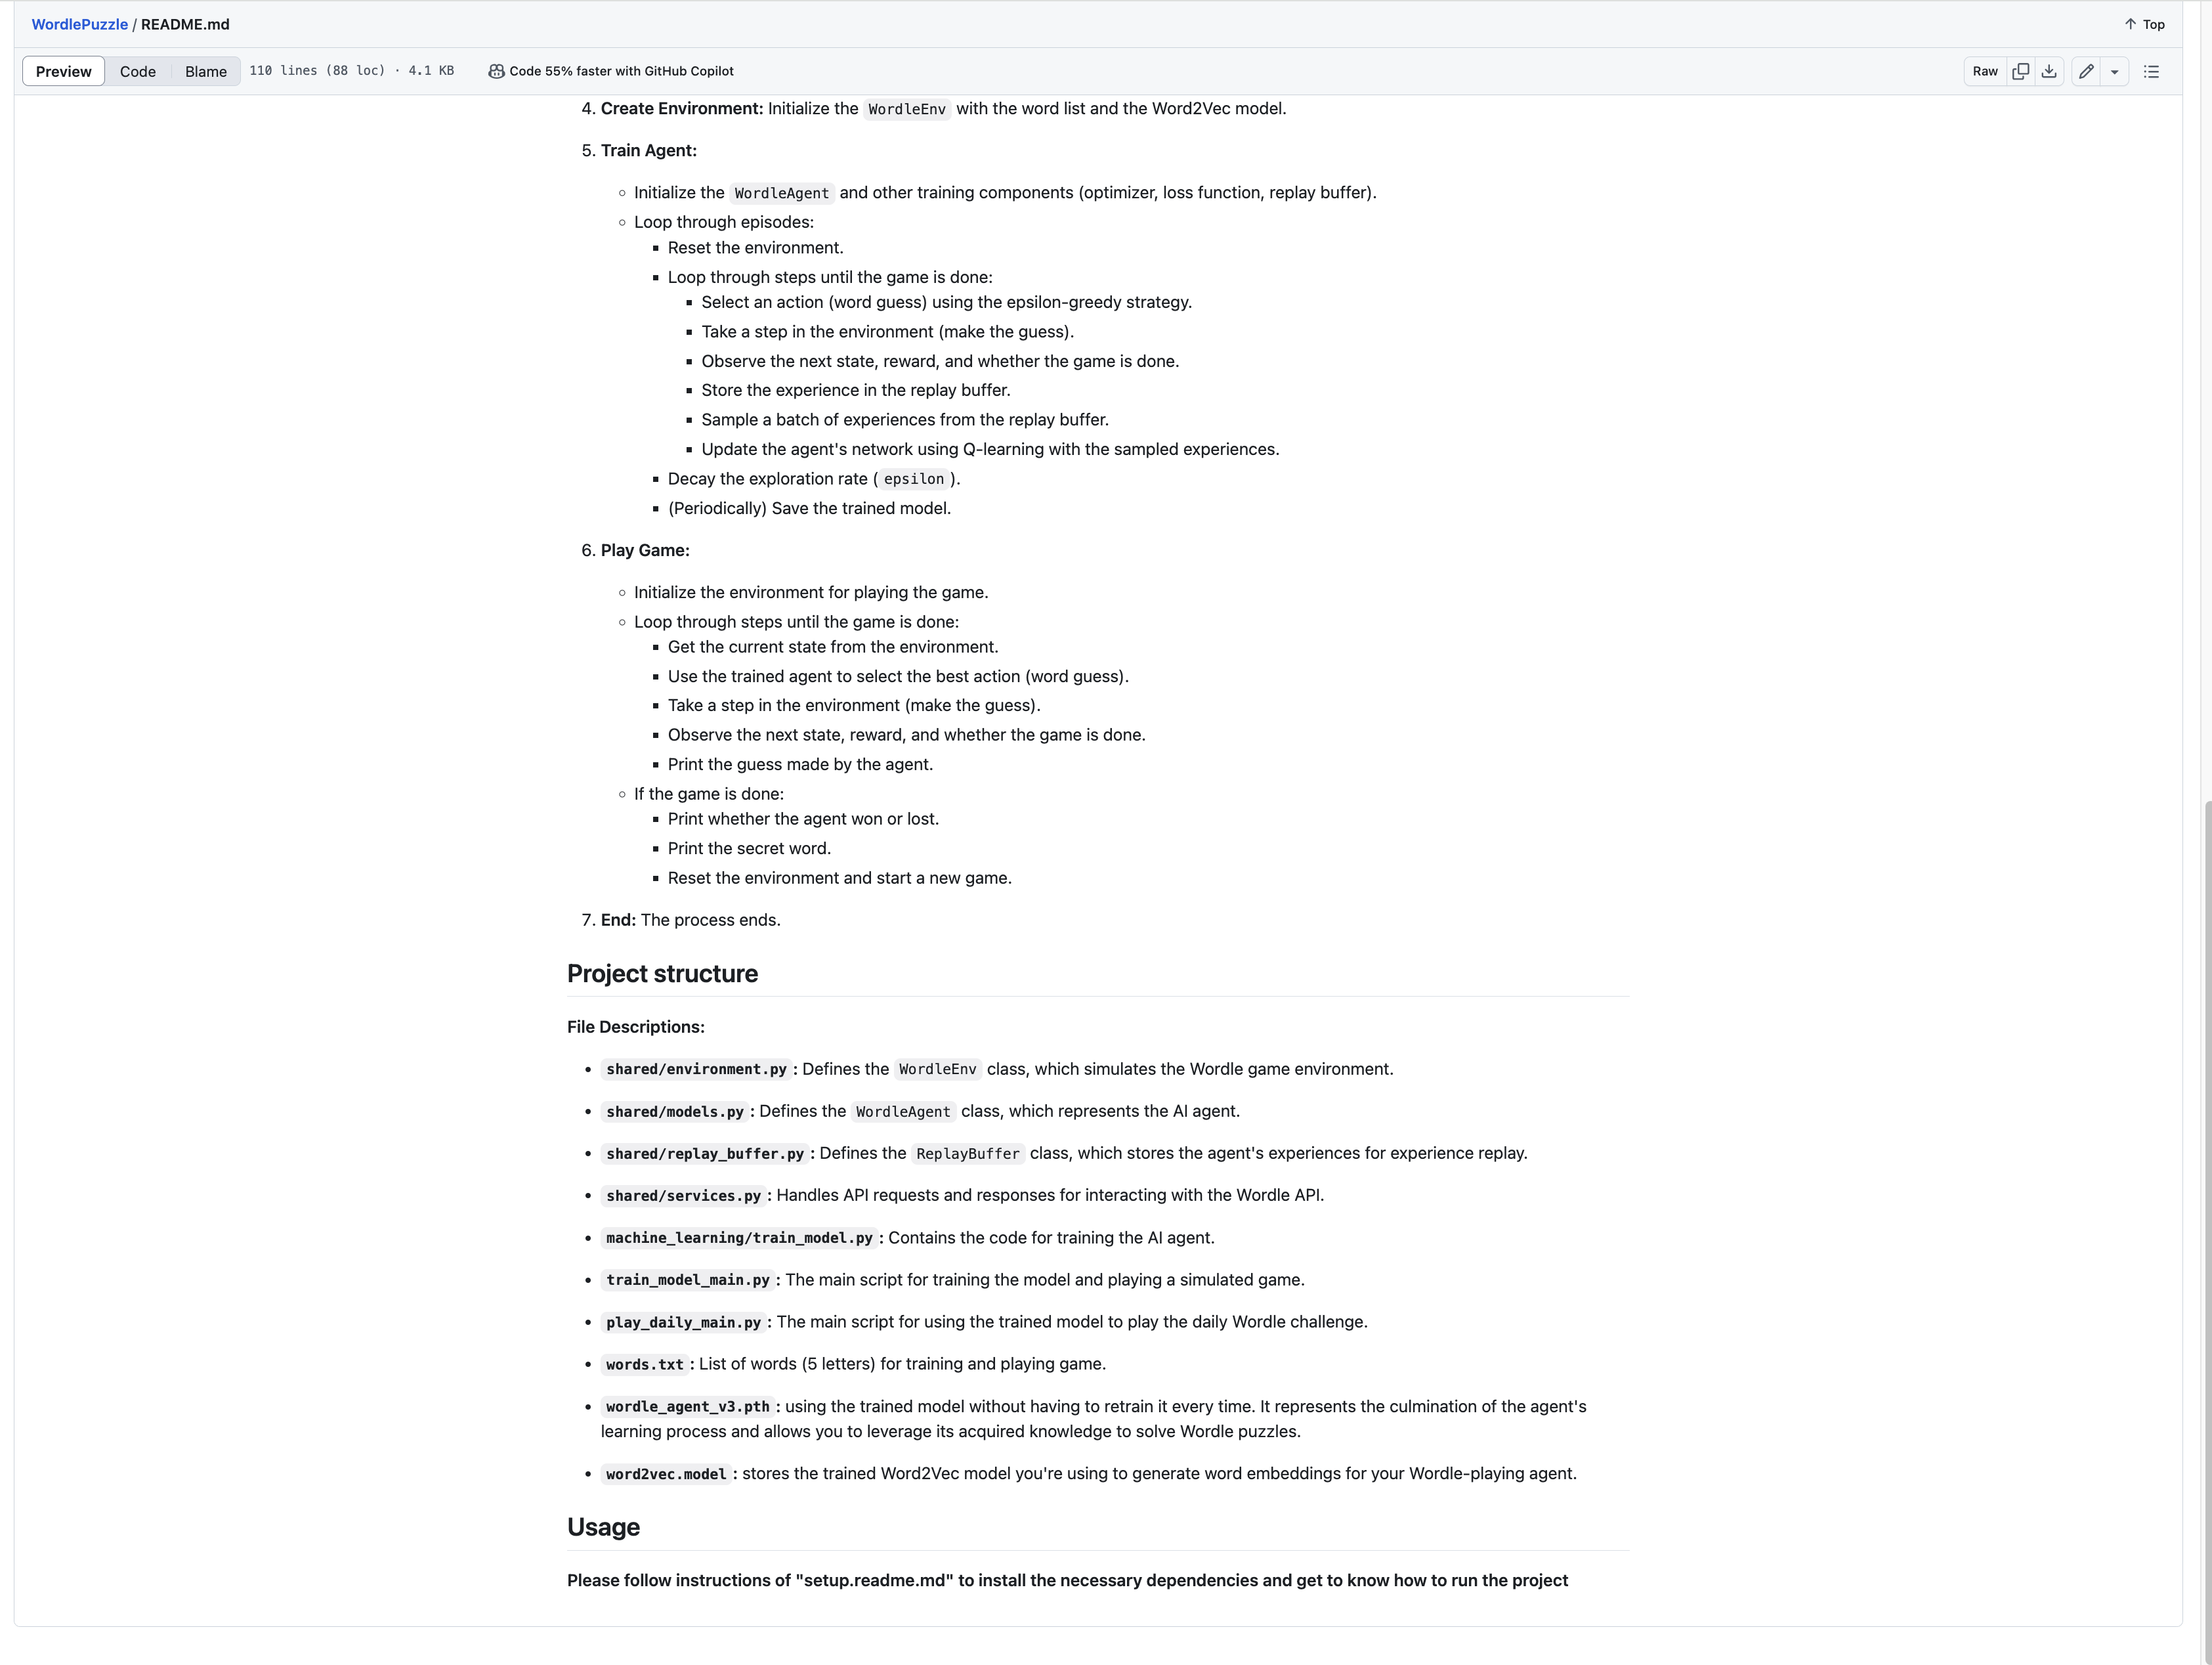 WordlePuzzle / README.md
Top
Preview Code Blame 110 lines (88 loc) · 4.1 KB Code 55% faster with GitHub Copilot Raw
4. Create Environment: Initialize the WordleEnv with the word list and the Word2Vec model.
5. Train Agent:
Initialize the WordleAgent and other training components (optimizer, loss function, replay buffer).
Loop through episodes:
Reset the environment.
Loop through steps until the game is done:
Select an action (word guess) using the epsilon-greedy strategy.
Take a step in the environment (make the guess).
Observe the next state, reward, and whether the game is done.
Store the experience in the replay buffer.
Sample a batch of experiences from the replay buffer.
Update the agent's network using Q-learning with the sampled experiences.
Decay the exploration rate ( epsilon ).
(Periodically) Save the trained model.
6. Play Game:
Initialize the environment for playing the game.
Loop through steps until the game is done:
Get the current state from the environment.
Use the trained agent to select the best action (word guess).
Take a step in the environment (make the guess).
Observe the next state, reward, and whether the game is done.
Print the guess made by the agent.
If the game is done:
Print whether the agent won or lost.
Print the secret word.
Reset the environment and start a new game.
7. End: The process ends.
Project structure
File Descriptions:
shared/environment.py : Defines the WordleEnv class, which simulates the Wordle game environment.
shared/models.py : Defines the WordleAgent class, which represents the AI agent.
shared/replay_buffer.py : Defines the ReplayBuffer class, which stores the agent's experiences for experience replay.
shared/services.py : Handles API requests and responses for interacting with the Wordle API.
machine_learning/train_model.py : Contains the code for training the AI agent.
train_model_main.py : The main script for training the model and playing a simulated game.
play_daily_main.py : The main script for using the trained model to play the daily Wordle challenge.
words.txt : List of words (5 letters) for training and playing game.
wordle_agent_v3.pth : using the trained model without having to retrain it every time. It represents the culmination of the agent's
learning process and allows you to leverage its acquired knowledge to solve Wordle puzzles.
word2vec.model : stores the trained Word2Vec model you're using to generate word embeddings for your Wordle-playing agent.
Usage
Please follow instructions of "setup.readme.md" to install the necessary dependencies and get to know how to run the project